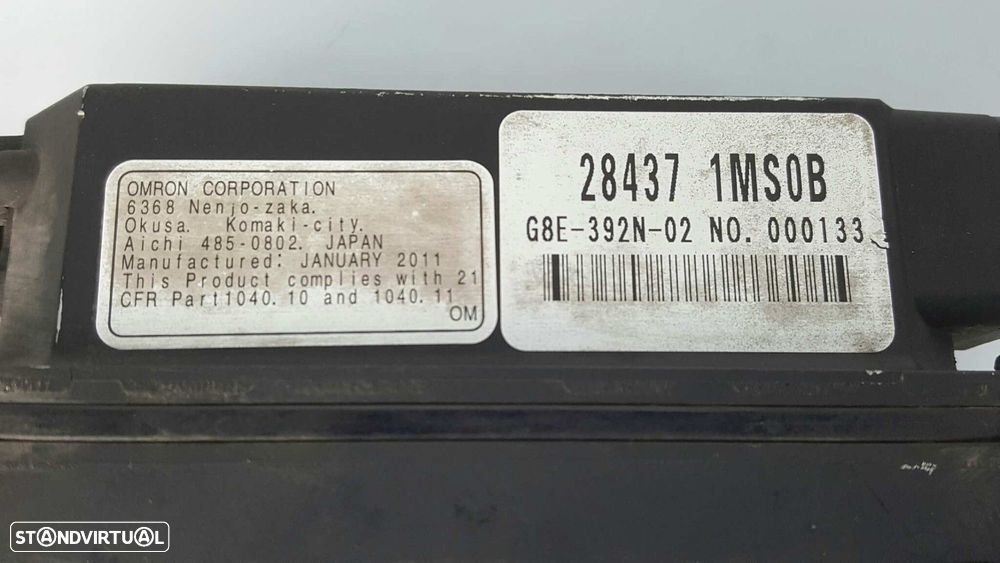 OMRON CORPORATION
6368 Nenjo-zaka.
Okusa. Komaki-city.
Aichi 485-0802. JAPAN
Manufactured: JANUARY 2011
This Product complies with 21
CFR Part1040.10 and 1040.11
OM
28437 1MS0B
G8E-392N-02 NO. 000133
STANDVIRTUAL